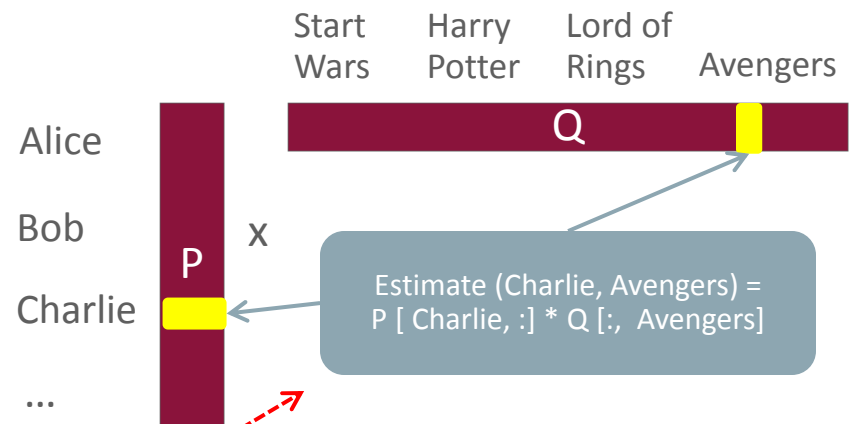 Start Wars
Harry Potter
Lord of Rings
Avengers
Q
Alice
Bob
x
P
Charlie
Estimate (Charlie, Avengers) =
P [ Charlie, :] * Q [:, Avengers]
...